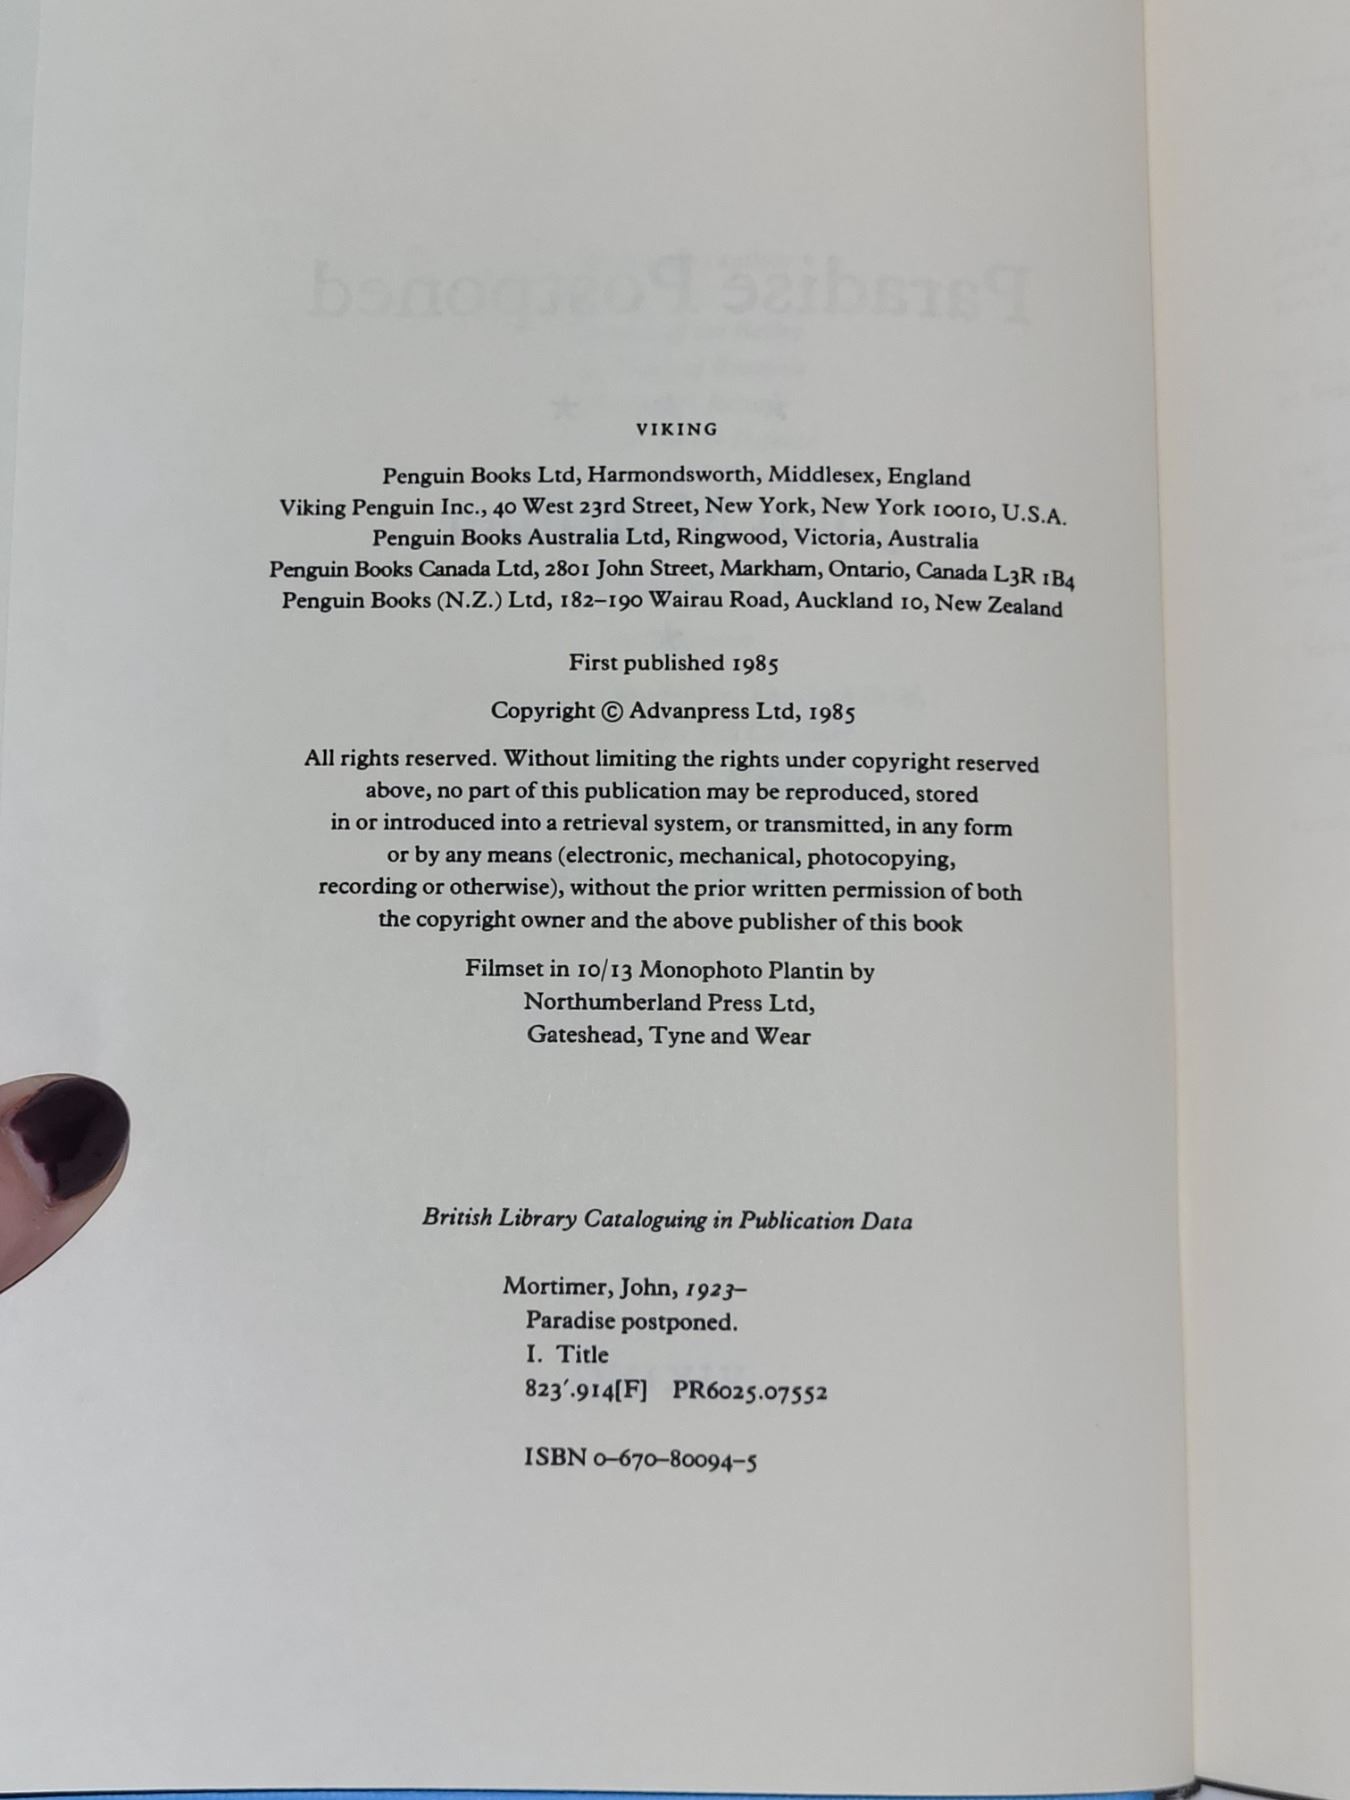 Paradise Postponed
VIKING
Penguin Books Ltd, Harmondsworth, Middlesex, England
Viking Penguin Inc., 40 West 23rd Street, New York, New York 10010, U.S.A.
Penguin Books Australia Ltd, Ringwood, Victoria, Australia
Penguin Books Canada Ltd, 2801 John Street, Markham, Ontario, Canada L3R 1B4
Penguin Books (N.Z.) Ltd, 182–190 Wairau Road, Auckland 10, New Zealand
First published 1985
Copyright © Advanpress Ltd, 1985
All rights reserved. Without limiting the rights under copyright reserved
above, no part of this publication may be reproduced, stored
in or introduced into a retrieval system, or transmitted, in any form
or by any means (electronic, mechanical, photocopying,
recording or otherwise), without the prior written permission of both
the copyright owner and the above publisher of this book
Filmset in 10/13 Monophoto Plantin by
Northumberland Press Ltd,
Gateshead, Tyne and Wear
British Library Cataloguing in Publication Data
Mortimer, John, 1923–
Paradise postponed.
I. Title
823′.914[F] PR6025.07552
ISBN 0–670–80094–5